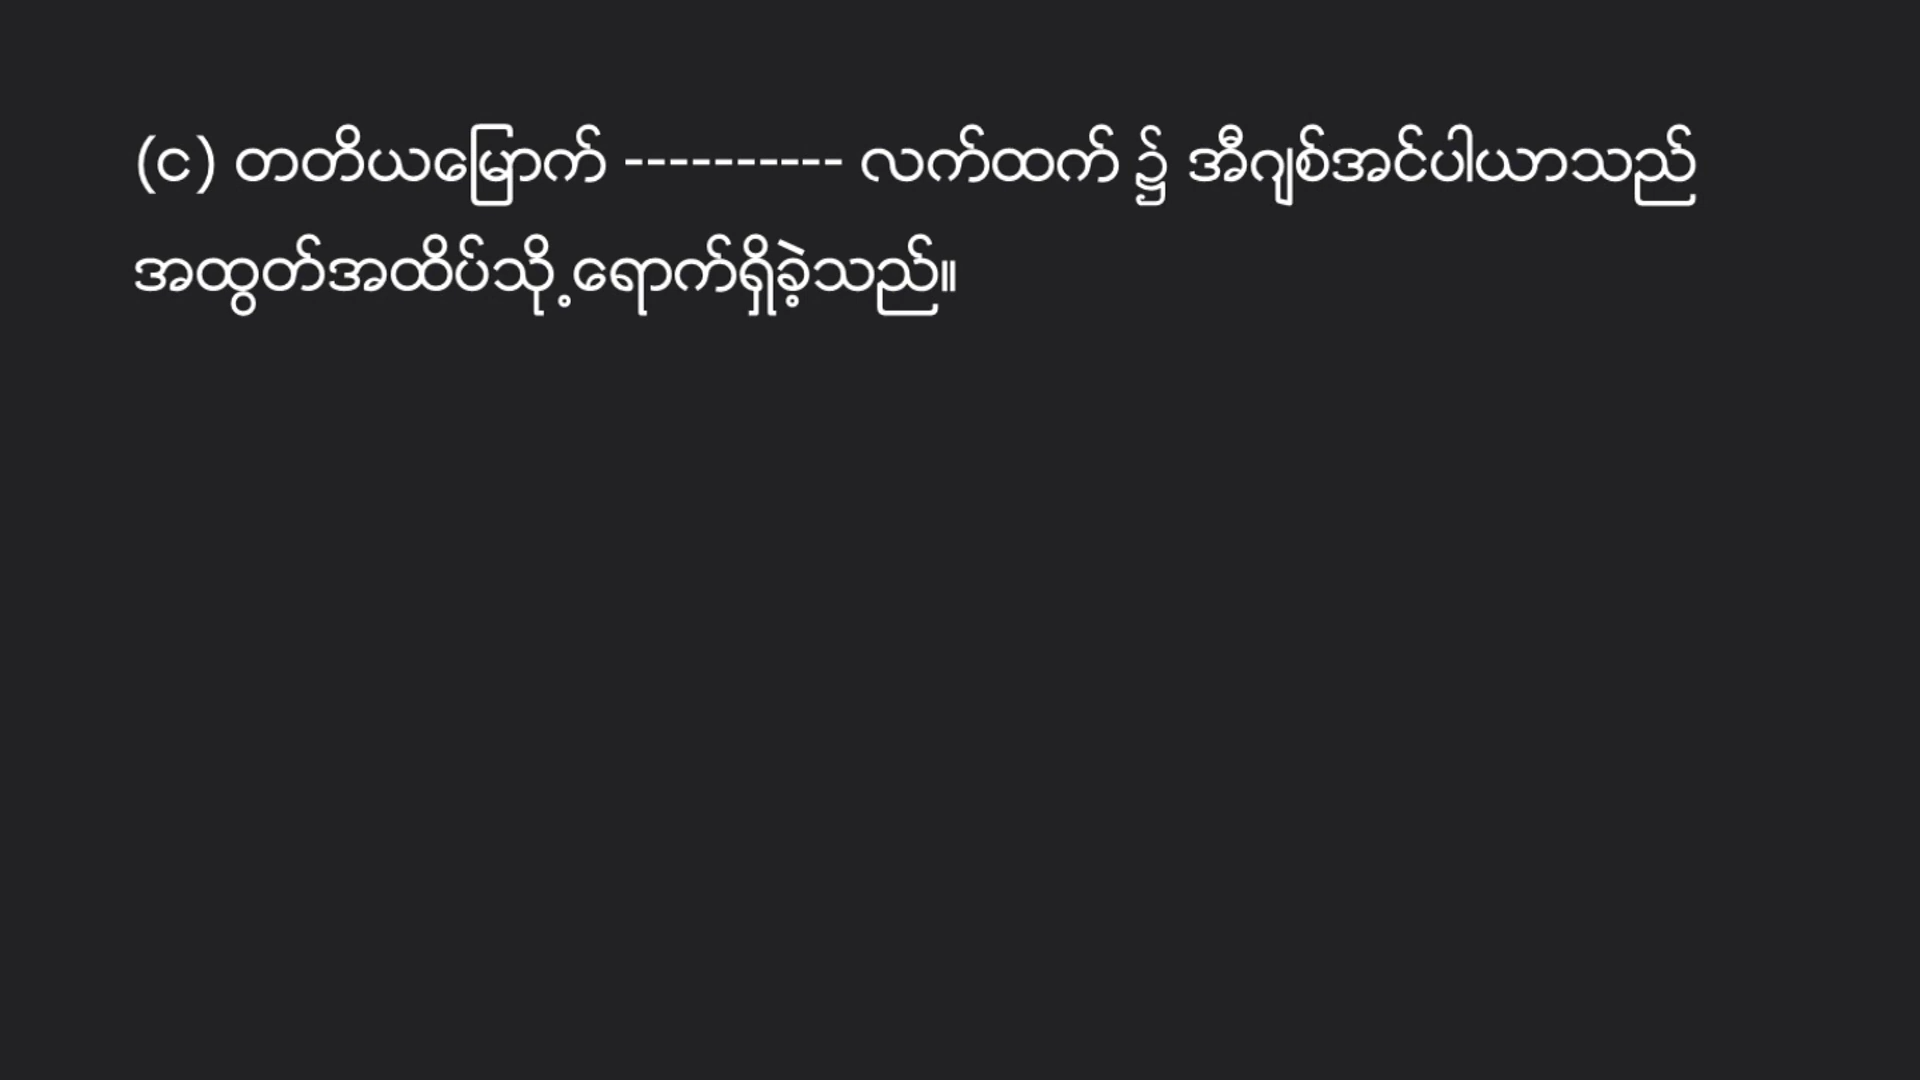 (င) တတိယမြောက် ---------- လက်ထက် ၌ အီဂျစ်အင်ပါယာသည်
အထွတ်အထိပ်သို့ရောက်ရှိခဲ့သည်။